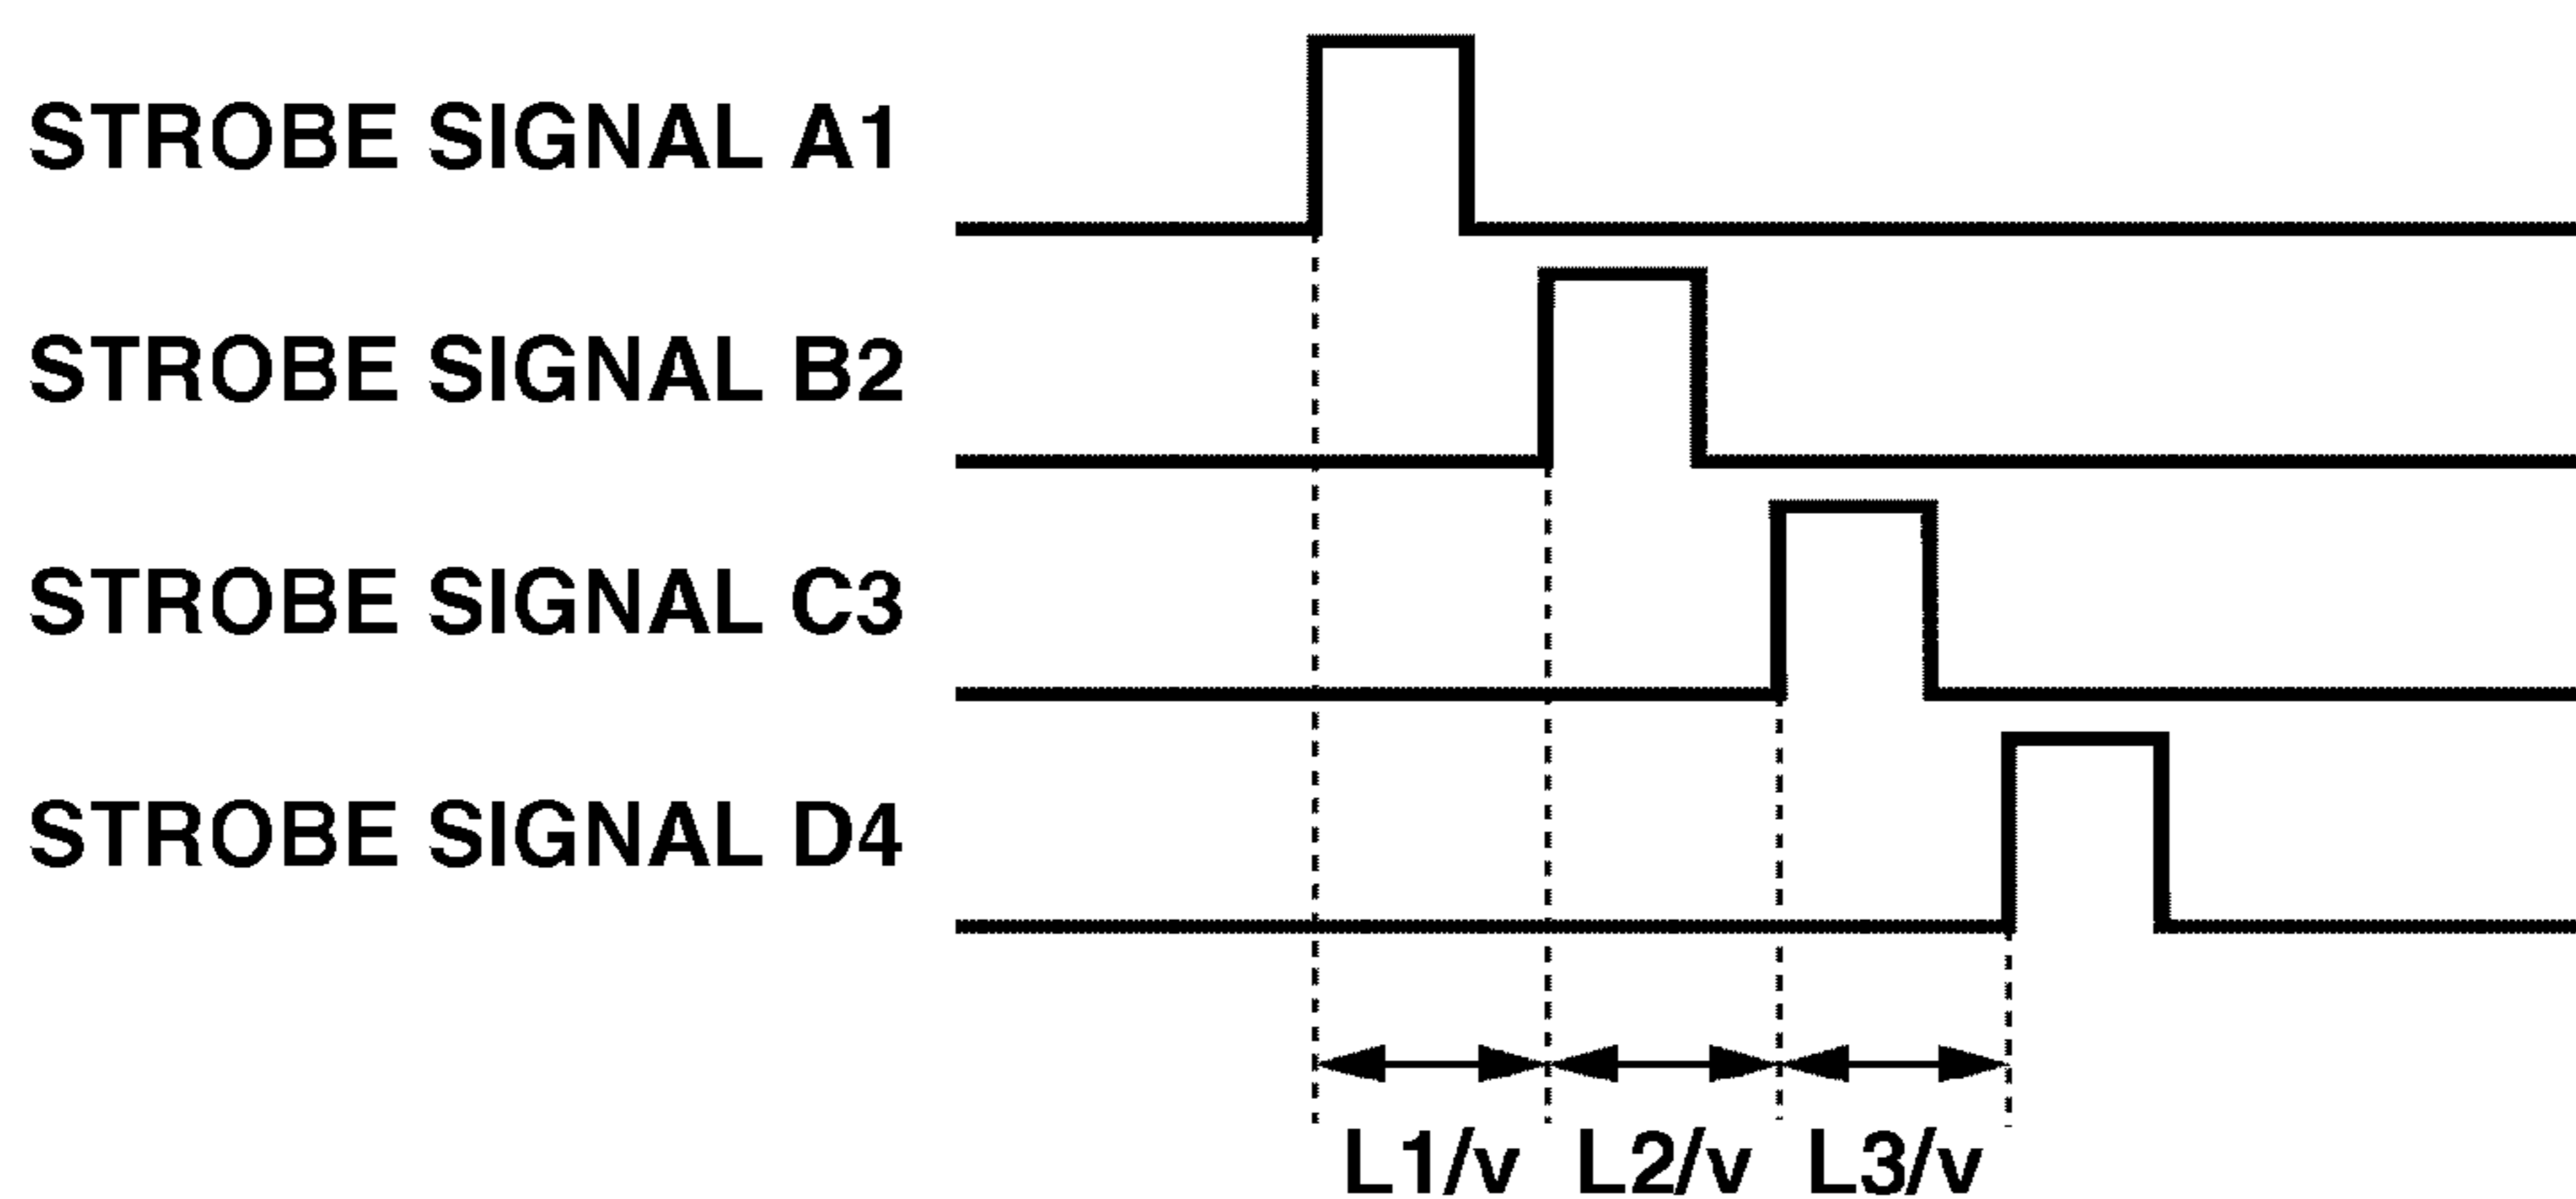 STROBE SIGNAL A1
STROBE SIGNAL B2
STROBE SIGNAL C3
STROBE SIGNAL D4
L1/v L2/v L3/v